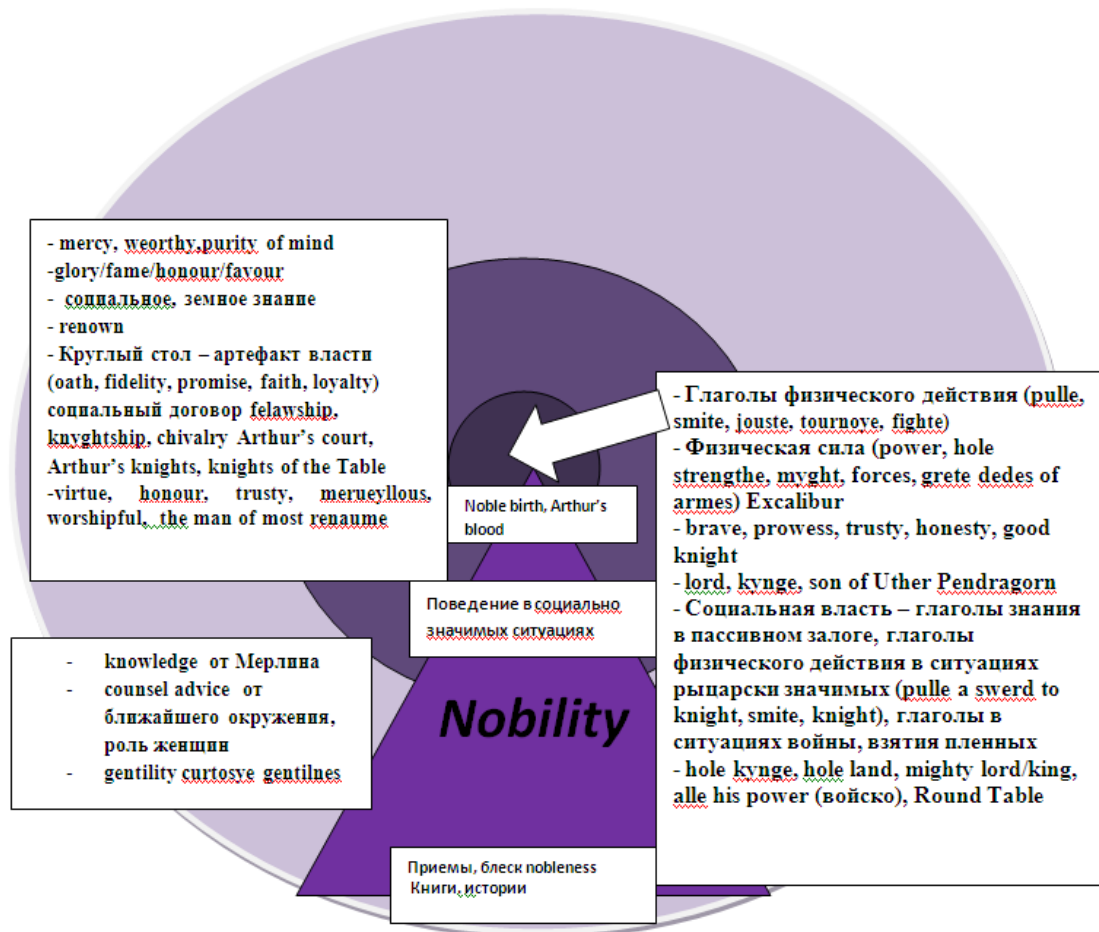 - mercy, weorthy,purity of mind
-glory/fame/honour/favour
- социальное, земное знание
- renown
- Круглый стол – артефакт власти
(oath, fidelity, promise, faith, loyalty)
социальный договор felawship,
knyghtship, chivalry Arthur’s court,
Arthur’s knights, knights of the Table
-virtue, honour, trusty, merueyllous,
worshipful, the man of most renaume
- Глаголы физического действия (pulle,
smite, jouste, tournoye, fighte)
- Физическая сила (power, hole
strengthe, myght, forces, grete dedes of
armes) Excalibur
- brave, prowess, trusty, honesty, good
knight
- lord, kynge, son of Uther Pendragorn
- Социальная власть – глаголы знания
в пассивном залоге, глаголы
физического действия в ситуациях
рыцарски значимых (pulle a swerd to
knight, smite, knight), глаголы в
ситуациях войны, взятия пленных
- hole kynge, hole land, mighty lord/king,
alle his power (войско), Round Table
Noble birth, Arthur’s
blood
Поведение в социально
значимых ситуациях
- knowledge от Мерлина
- counsel advice от
ближайшего окружения,
роль женщин
- gentility curtosye gentilnes
Nobility
Приемы, блеск nobleness
Книги, истории